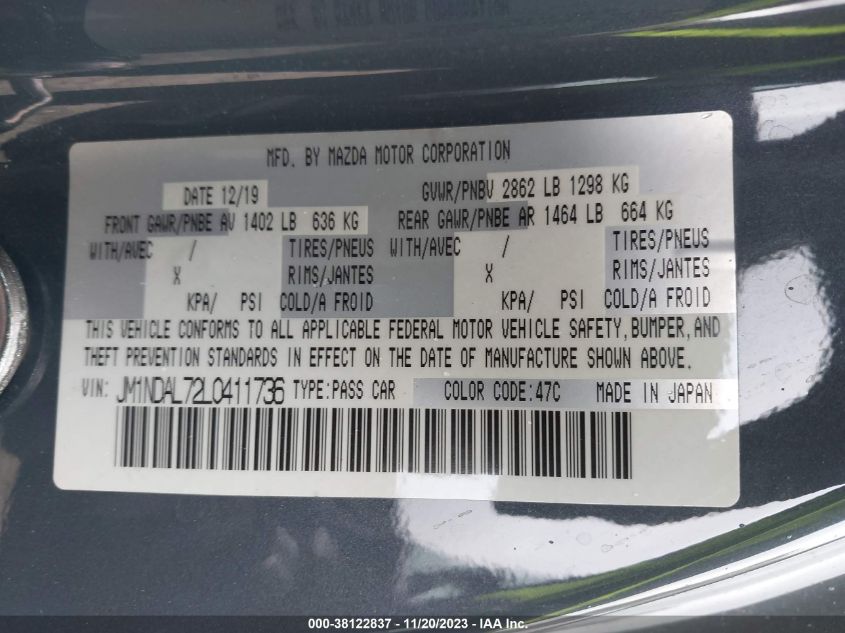 MFD. BY MAZDA MOTOR CORPORATION
DATE 12/19 GVWR/PNBV 2862 LB 1298 KG
FRONT GAWR/PNBE AV 1402 LB 636 KG REAR GAWR/PNBE AR 1464 LB 664 KG
WITH/AVEC / TIRES/PNEUS WITH/AVEC / TIRES/PNEUS
X RIMS/JANTES X RIMS/JANTES
KPA/ PSI COLD/A FROID KPA/ PSI COLD/A FROID
THIS VEHICLE CONFORMS TO ALL APPLICABLE FEDERAL MOTOR VEHICLE SAFETY, BUMPER, AND
THEFT PREVENTION STANDARDS IN EFFECT ON THE DATE OF MANUFACTURE SHOWN ABOVE.
VIN: JM1NDAL72L0411736 TYPE:PASS CAR COLOR CODE:47C MADE IN JAPAN
000-38122837 - 11/20/2023 - IAA Inc.